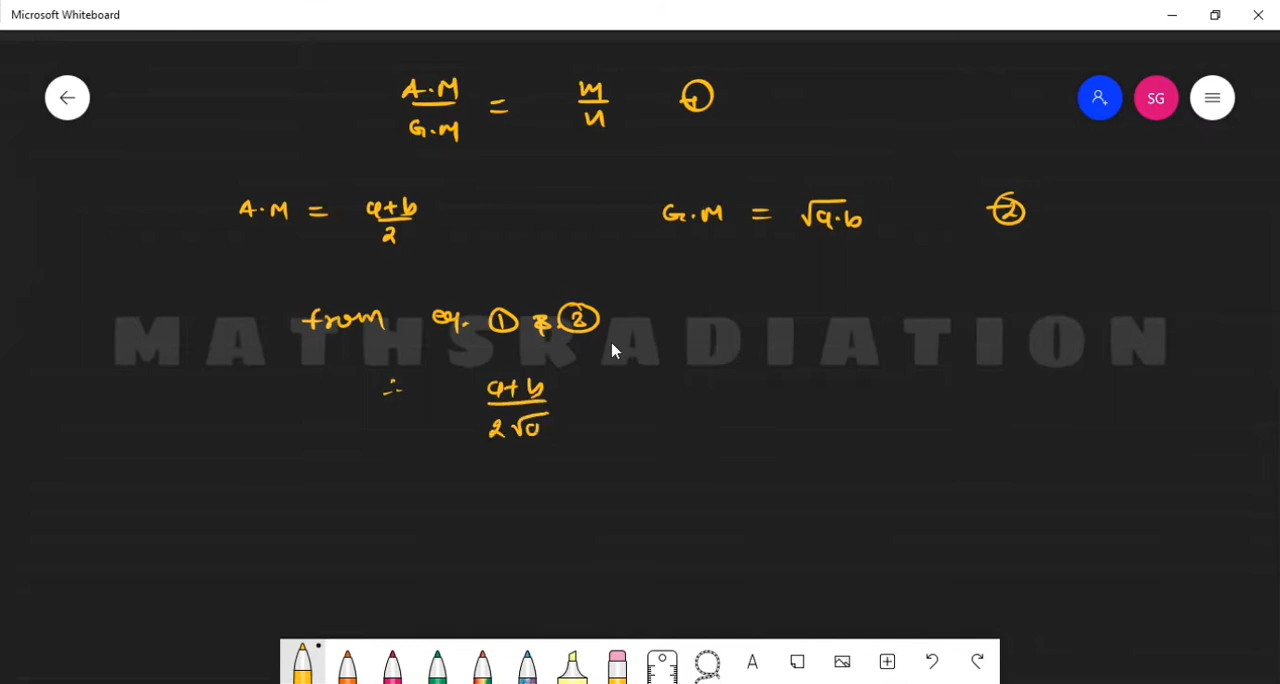 Microsoft Whiteboard
A.M/G.M = m/n ①
SG
A.M = a+b/2 G.M = √a.b ②
from eq. ① & ②
MATHSRADIATION
∴ a+b/2√a
A